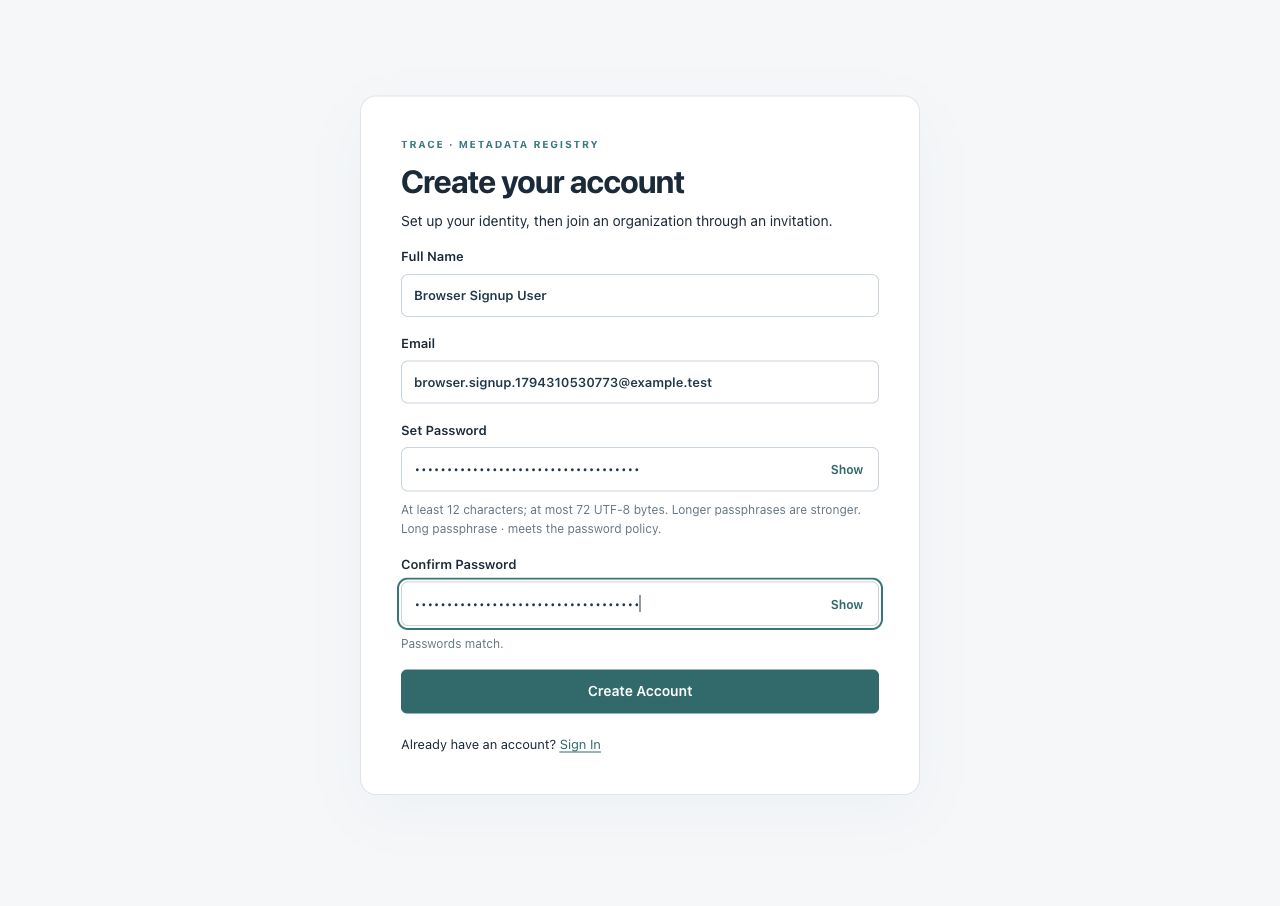 TRACE · METADATA REGISTRY
Create your account
Set up your identity, then join an organization through an invitation.
Full Name
Browser Signup User
Email
browser.signup.1794310530773@example.test
Set Password
••••••••••••••••••••••••••••••••••• Show
At least 12 characters; at most 72 UTF-8 bytes. Longer passphrases are stronger.
Long passphrase · meets the password policy.
Confirm Password
••••••••••••••••••••••••••••••••••• Show
Passwords match.
Create Account
Already have an account? Sign In